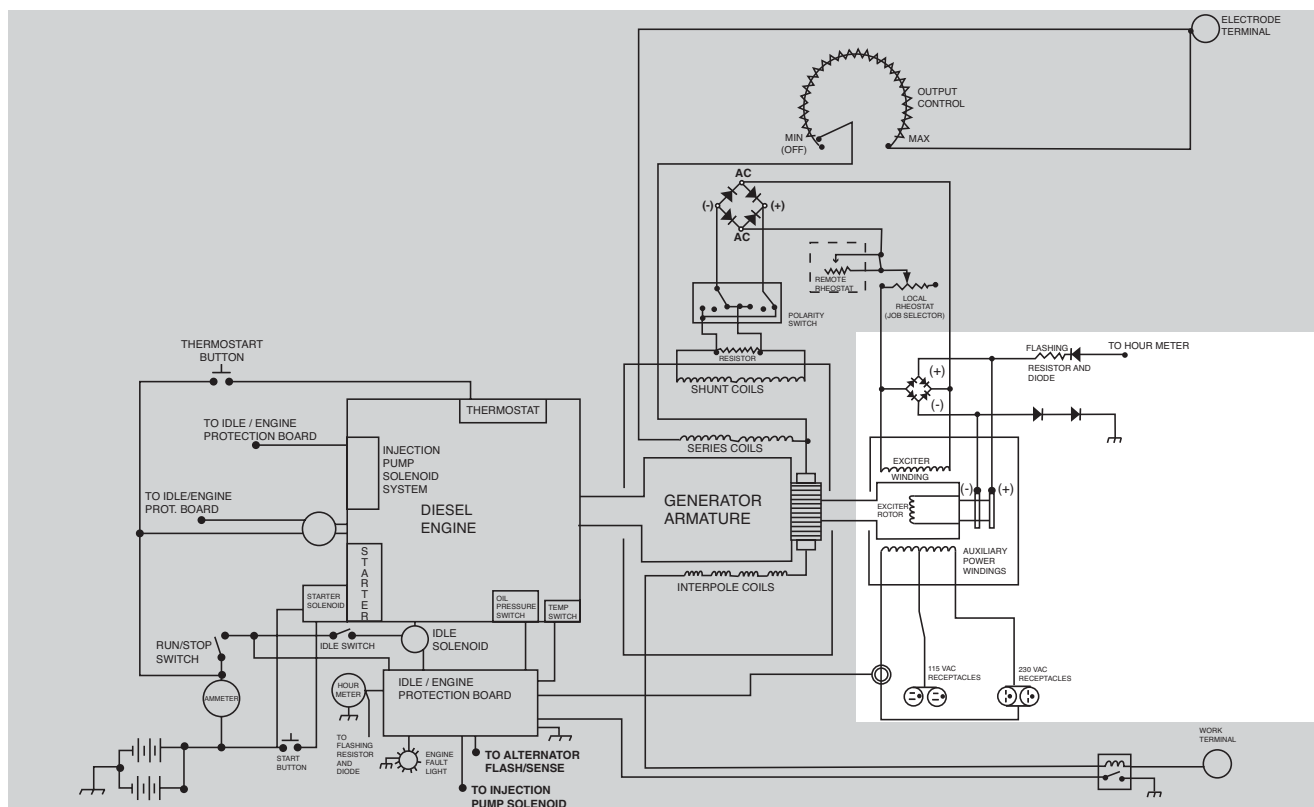 ELECTRODE
TERMINAL
OUTPUT
CONTROL
MIN
(OFF)
MAX
AC
(-)
(+)
AC
REMOTE
RHEOSTAT
LOCAL
RHEOSTAT
(JOB SELECTOR)
POLARITY
SWITCH
RESISTOR
SHUNT COILS
THERMOSTART
BUTTON
FLASHING
RESISTOR AND
DIODE
TO HOUR METER
(+)
(-)
THERMOSTAT
TO IDLE / ENGINE
PROTECTION BOARD
INJECTION
PUMP
SOLENOID
SYSTEM
SERIES COILS
EXCITER
WINDING
TO IDLE/ENGINE
PROT. BOARD
DIESEL
ENGINE
GENERATOR
ARMATURE
EXCITER
ROTOR
(-)
(+)
STARTER
AUXILIARY
POWER
WINDINGS
INTERPOLE COILS
STARTER
SOLENOID
OIL
PRESSURE
SWITCH
TEMP
SWITCH
RUN/STOP
SWITCH
IDLE SWITCH
IDLE
SOLENOID
115 VAC
RECEPTACLES
230 VAC
RECEPTACLES
AMMETER
HOUR
METER
IDLE / ENGINE
PROTECTION BOARD
START
BUTTON
TO
FLASHING
RESISTOR
AND
DIODE
ENGINE
FAULT
LIGHT
TO ALTERNATOR
FLASH/SENSE
TO INJECTION
PUMP SOLENOID
WORK
TERMINAL